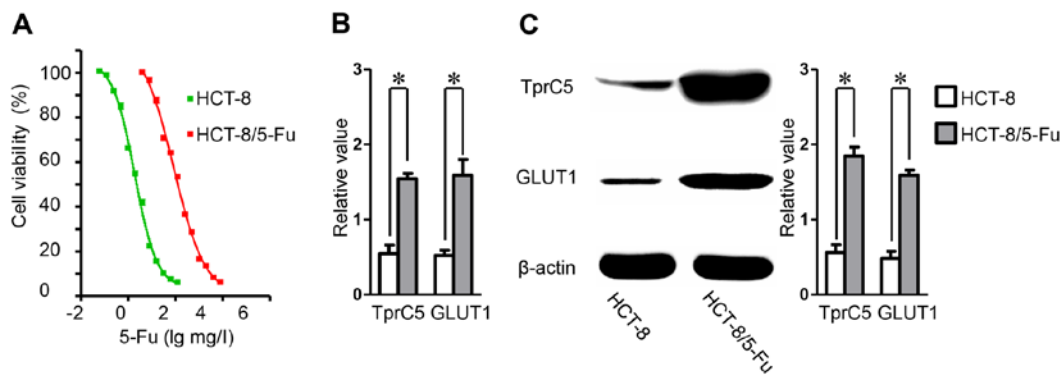 A
Cell viability (%)
100
80
60
40
20
0
-2
0
2
4
6
5-Fu (lg mg/l)
HCT-8
HCT-8/5-Fu
B
Relative value
3
2
1
0
*
*
TprC5 GLUT1
C
TprC5
GLUT1
β-actin
HCT-8
HCT-8/5-Fu
Relative value
3
2
1
0
*
*
TprC5 GLUT1
HCT-8
HCT-8/5-Fu